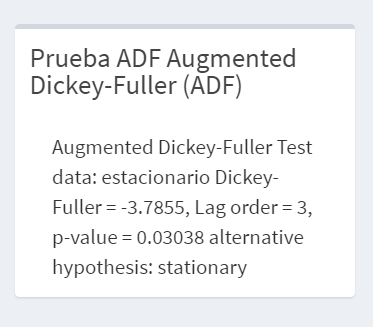 Prueba ADF Augmented
Dickey-Fuller (ADF)
Augmented Dickey-Fuller Test
data: estacionario Dickey-
Fuller = -3.7855, Lag order = 3,
p-value = 0.03038 alternative
hypothesis: stationary